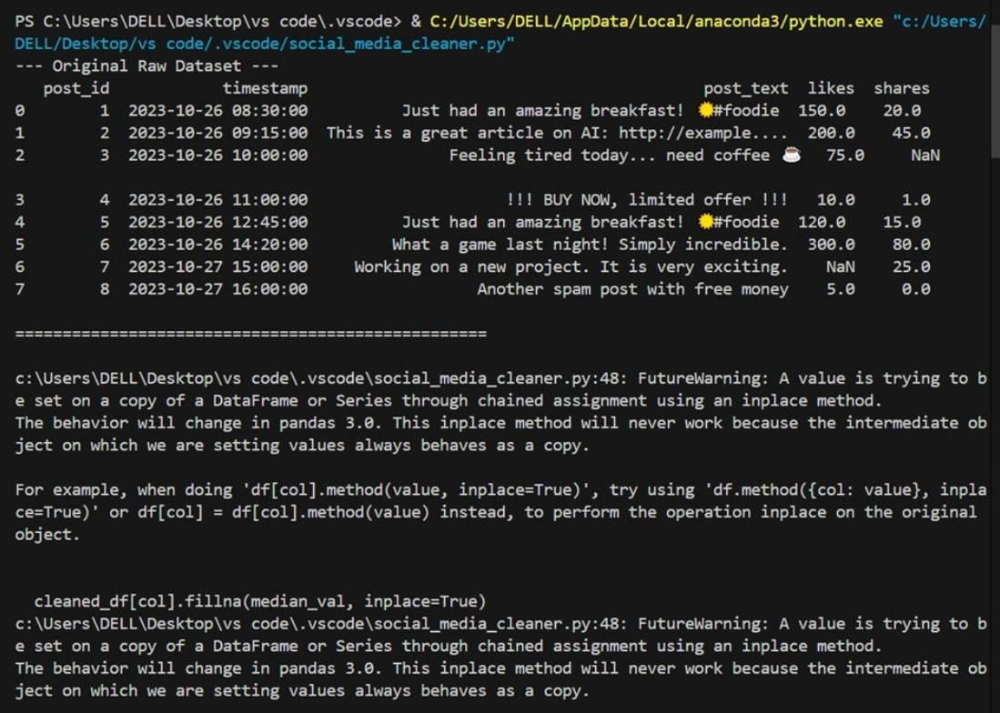 PS C:\Users\DELL\Desktop\vs code\.vscode> & C:/Users/DELL/AppData/Local/anaconda3/python.exe "c:/Users/
DELL/Desktop/vs code/.vscode/social_media_cleaner.py"
--- Original Raw Dataset ---
   post_id            timestamp                                          post_text  likes  shares
0        1  2023-10-26 08:30:00          Just had an amazing breakfast! ☀️#foodie  150.0    20.0
1        2  2023-10-26 09:15:00  This is a great article on AI: http://example....  200.0    45.0
2        3  2023-10-26 10:00:00               Feeling tired today... need coffee ☕   75.0     NaN
3        4  2023-10-26 11:00:00                     !!! BUY NOW, limited offer !!!   10.0     1.0
4        5  2023-10-26 12:45:00          Just had an amazing breakfast! ☀️#foodie  120.0    15.0
5        6  2023-10-26 14:20:00         What a game last night! Simply incredible.  300.0    80.0
6        7  2023-10-27 15:00:00     Working on a new project. It is very exciting.    NaN    25.0
7        8  2023-10-27 16:00:00                  Another spam post with free money    5.0     0.0
==================================================
c:\Users\DELL\Desktop\vs code\.vscode\social_media_cleaner.py:48: FutureWarning: A value is trying to b
e set on a copy of a DataFrame or Series through chained assignment using an inplace method.
The behavior will change in pandas 3.0. This inplace method will never work because the intermediate ob
ject on which we are setting values always behaves as a copy.
For example, when doing 'df[col].method(value, inplace=True)', try using 'df.method({col: value}, inpla
ce=True)' or df[col] = df[col].method(value) instead, to perform the operation inplace on the original
object.
  cleaned_df[col].fillna(median_val, inplace=True)
c:\Users\DELL\Desktop\vs code\.vscode\social_media_cleaner.py:48: FutureWarning: A value is trying to b
e set on a copy of a DataFrame or Series through chained assignment using an inplace method.
The behavior will change in pandas 3.0. This inplace method will never work because the intermediate ob
ject on which we are setting values always behaves as a copy.